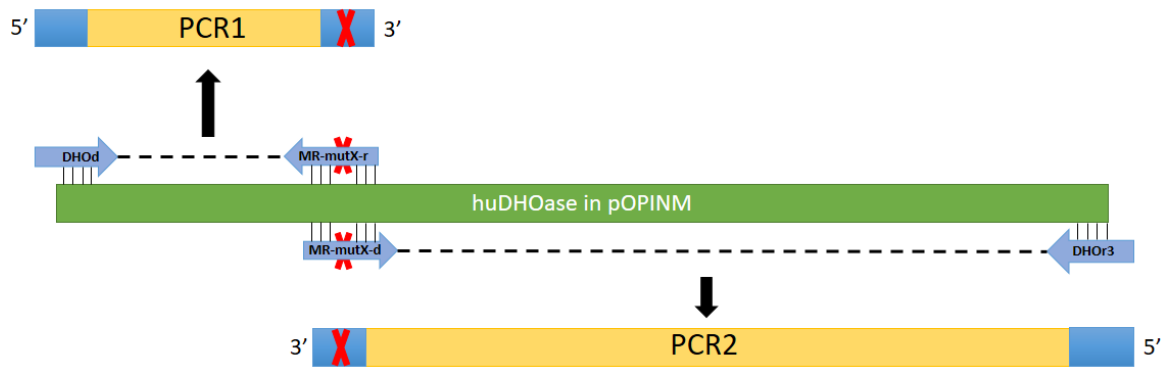 5’ PCR1 3’
DHOd MR-mutX-r
huDHOase in pOPINM
MR-mutX-d DHOr3
3’ PCR2 5’